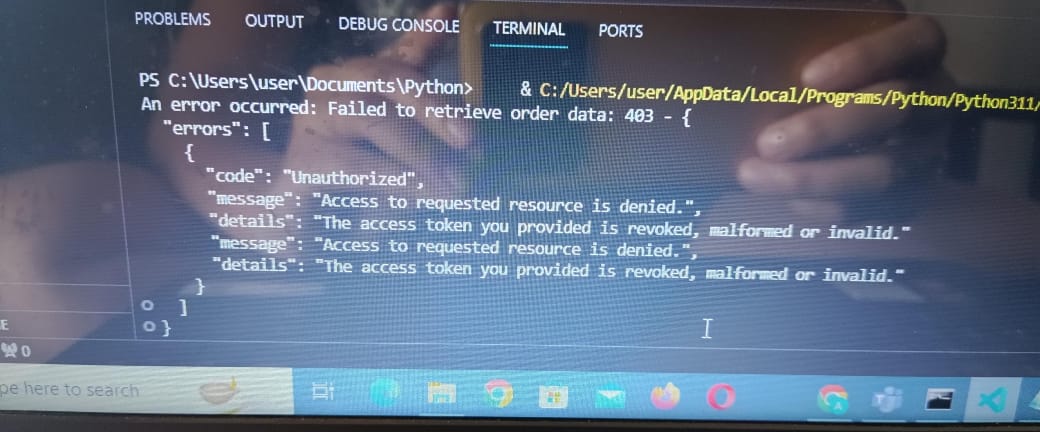 PROBLEMS OUTPUT DEBUG CONSOLE TERMINAL PORTS
PS C:\Users\user\Documents\Python> & C:/Users/user/AppData/Local/Programs/Python/Python311/
An error occurred: Failed to retrieve order data: 403 - {
"errors": [
{
"code": "Unauthorized",
"message": "Access to requested resource is denied.",
"details": "The access token you provided is revoked, malformed or invalid."
"message": "Access to requested resource is denied.",
"details": "The access token you provided is revoked, malformed or invalid."
}
]
}
E
0
pe here to search